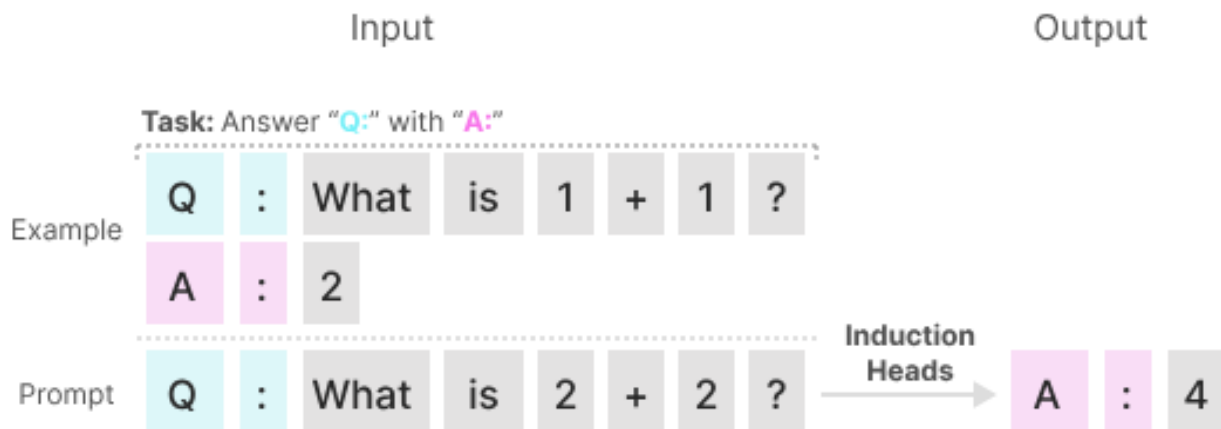 Input Output
Task: Answer “Q:” with “A:”
Example
Q : What is 1 + 1 ?
A : 2
Prompt Q : What is 2 + 2 ?
Induction
Heads
A : 4